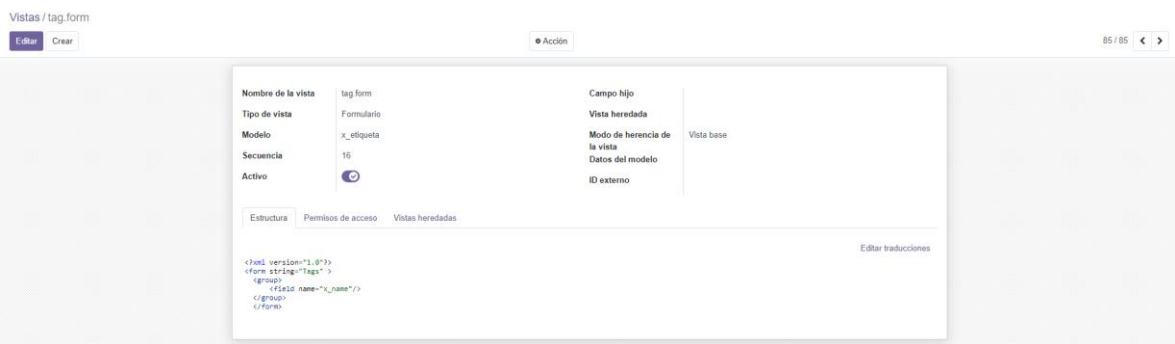 Vistas / tag.form
Editar Crear Acción 85 / 85
Nombre de la vista tag.form Campo hijo
Tipo de vista Formulario Vista heredada
Modelo x_etiqueta Modo de herencia de la vista Vista base
Secuencia 16 Datos del modelo
Activo ID externo
Estructura Permisos de acceso Vistas heredadas
Editar traducciones
<?xml version="1.0"?>
<form string="Tags" >
<group>
<field name="x_name"/>
</group>
</form>